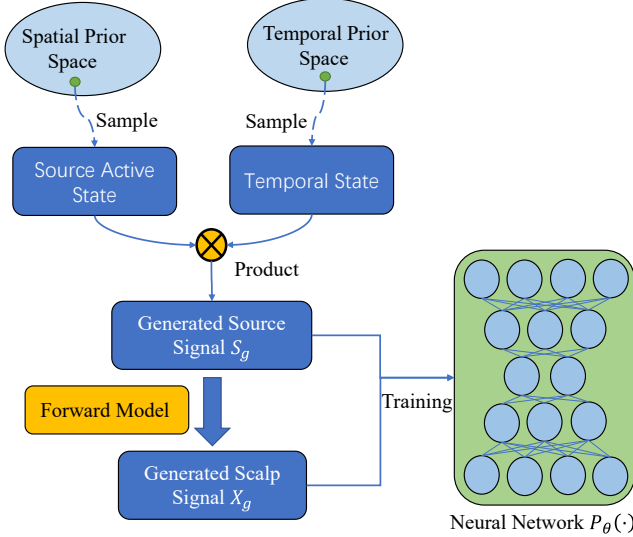 Spatial Prior
Space
Temporal Prior
Space
Sample
Sample
Source Active
State
Temporal State
Product
Generated Source
Signal S_g
Forward Model
Training
Generated Scalp
Signal X_g
Neural Network P_θ(·)